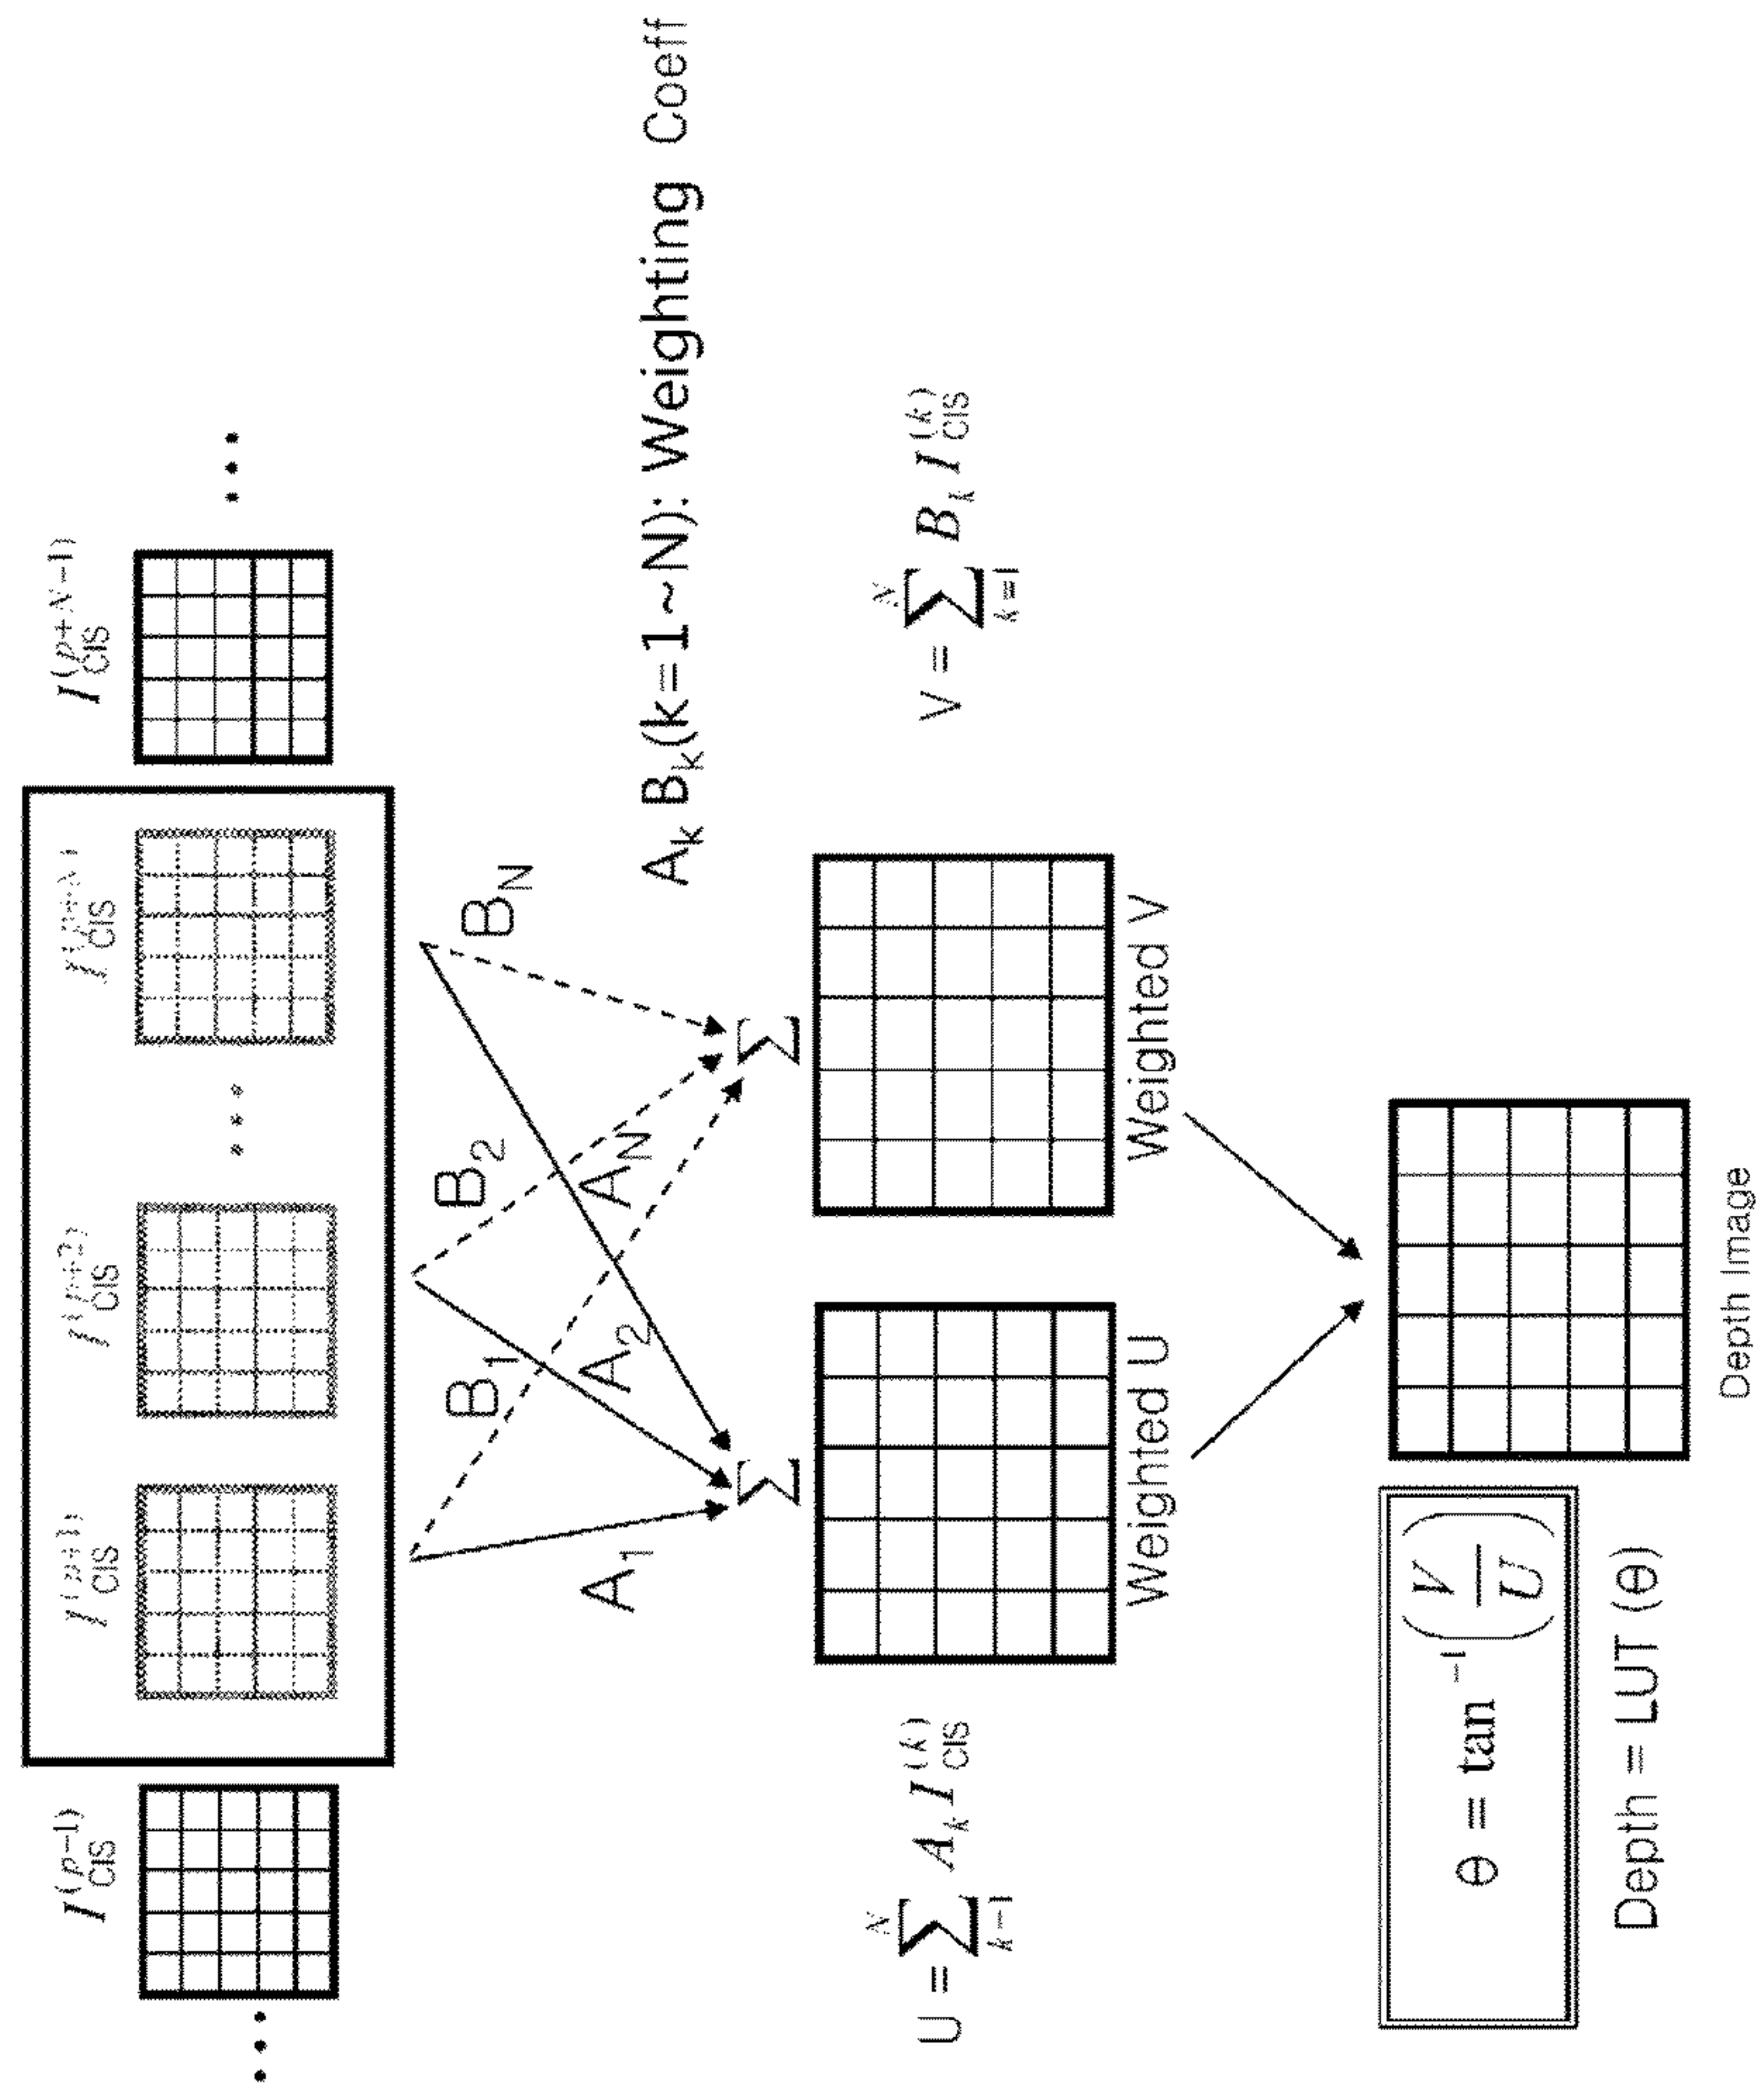 ... I_CIS^(p-1) I_CIS^(p+1) I_CIS^(p+2) ... I_CIS^(p+N) I_CIS^(p+N-1) ...
A_1 B_1 A_2 B_2 A_N B_N
A_k B_k(k=1~N): Weighting Coeff
Σ Σ
U = Σ_{k-1}^{N} A_k I_CIS^(k)
Weighted U
Weighted V
V = Σ_{k=1}^{N} B_k I_CIS^(k)
θ = tan^-1 (V/U)
Depth = LUT (θ)
Depth Image